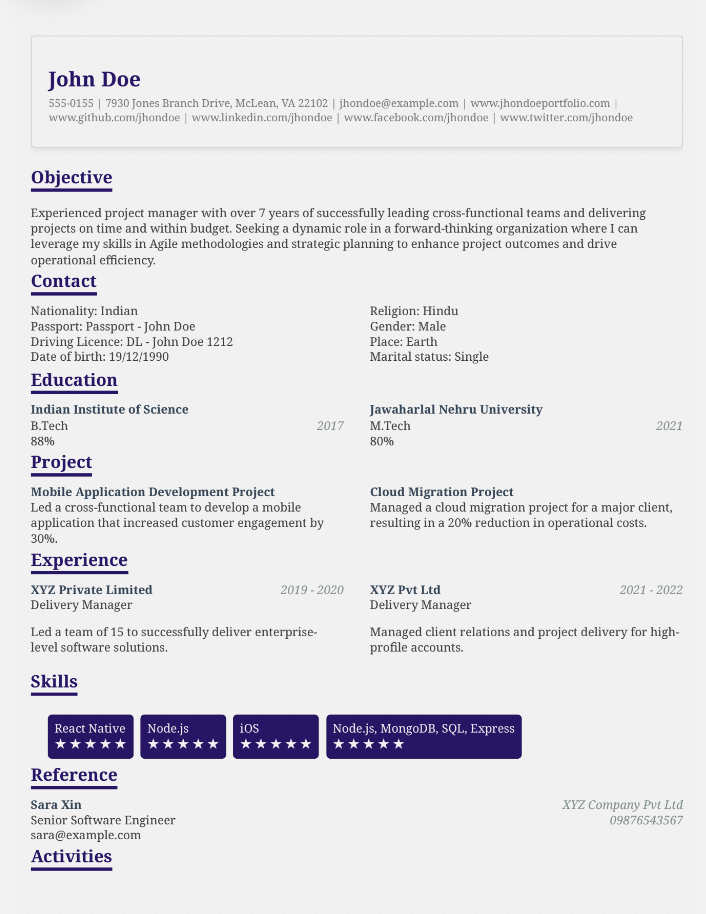 John Doe
555-0155 | 7930 Jones Branch Drive, McLean, VA 22102 | jhondoe@example.com | www.jhondoeportfolio.com |
www.github.com/jhondoe | www.linkedin.com/jhondoe | www.facebook.com/jhondoe | www.twitter.com/jhondoe
Objective
Experienced project manager with over 7 years of successfully leading cross-functional teams and delivering
projects on time and within budget. Seeking a dynamic role in a forward-thinking organization where I can
leverage my skills in Agile methodologies and strategic planning to enhance project outcomes and drive
operational efficiency.
Contact
Nationality: Indian
Passport: Passport - John Doe
Driving Licence: DL - John Doe 1212
Date of birth: 19/12/1990
Religion: Hindu
Gender: Male
Place: Earth
Marital status: Single
Education
Indian Institute of Science
B.Tech 2017
88%
Jawaharlal Nehru University
M.Tech 2021
80%
Project
Mobile Application Development Project
Led a cross-functional team to develop a mobile
application that increased customer engagement by
30%.
Cloud Migration Project
Managed a cloud migration project for a major client,
resulting in a 20% reduction in operational costs.
Experience
XYZ Private Limited 2019 - 2020
Delivery Manager
Led a team of 15 to successfully deliver enterprise-
level software solutions.
XYZ Pvt Ltd 2021 - 2022
Delivery Manager
Managed client relations and project delivery for high-
profile accounts.
Skills
React Native
★★★★★
Node.js
★★★★★
iOS
★★★★★
Node.js, MongoDB, SQL, Express
★★★★★
Reference
Sara Xin XYZ Company Pvt Ltd
Senior Software Engineer 09876543567
sara@example.com
Activities